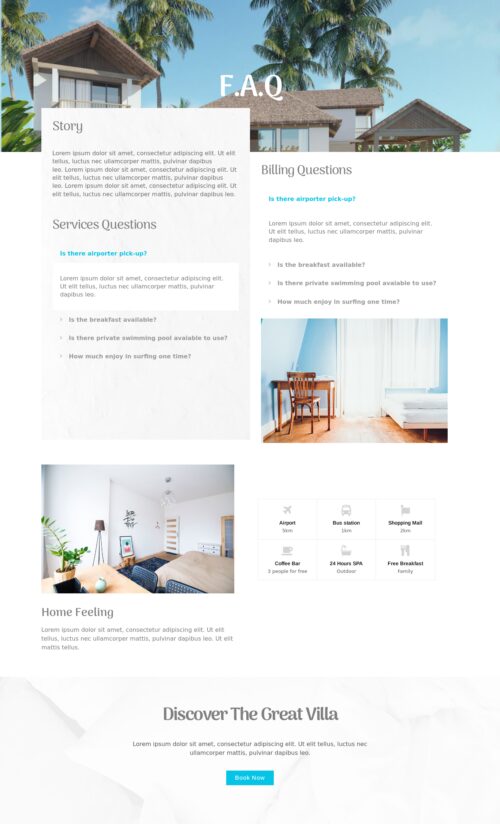 F.A.Q
Story
Lorem ipsum dolor sit amet, consectetur adipiscing elit. Ut elit
tellus, luctus nec ullamcorper mattis, pulvinar dapibus
leo. Lorem ipsum dolor sit amet, consectetur adipiscing elit. Ut
elit tellus, luctus nec ullamcorper mattis, pulvinar dapibus
leo. Lorem ipsum dolor sit amet, consectetur adipiscing elit. Ut
elit tellus, luctus nec ullamcorper mattis, pulvinar dapibus leo.
Services Questions
Is there airporter pick-up?
Lorem ipsum dolor sit amet, consectetur adipiscing elit.
Ut elit tellus, luctus nec ullamcorper mattis, pulvinar
dapibus leo.
Is the breakfast available?
Is there private swimming pool avaiable to use?
How much enjoy in surfing one time?
Billing Questions
Is there airporter pick-up?
Lorem ipsum dolor sit amet, consectetur adipiscing elit.
Ut elit tellus, luctus nec ullamcorper mattis, pulvinar
dapibus leo.
Is the breakfast available?
Is there private swimming pool avaiable to use?
How much enjoy in surfing one time?
Home Feeling
Lorem ipsum dolor sit amet, consectetur adipiscing elit. Ut elit
tellus, luctus nec ullamcorper mattis, pulvinar dapibus leo. Ut elit
mattis tellus.
Airport
5km
Bus station
1km
Shopping Mall
2km
Coffee Bar
3 people for free
24 Hours SPA
Outdoor
Free Breakfast
Family
Discover The Great Villa
Lorem ipsum dolor sit amet, consectetur adipiscing elit. Ut elit tellus, luctus nec
ullamcorper mattis, pulvinar dapibus leo.
Book Now